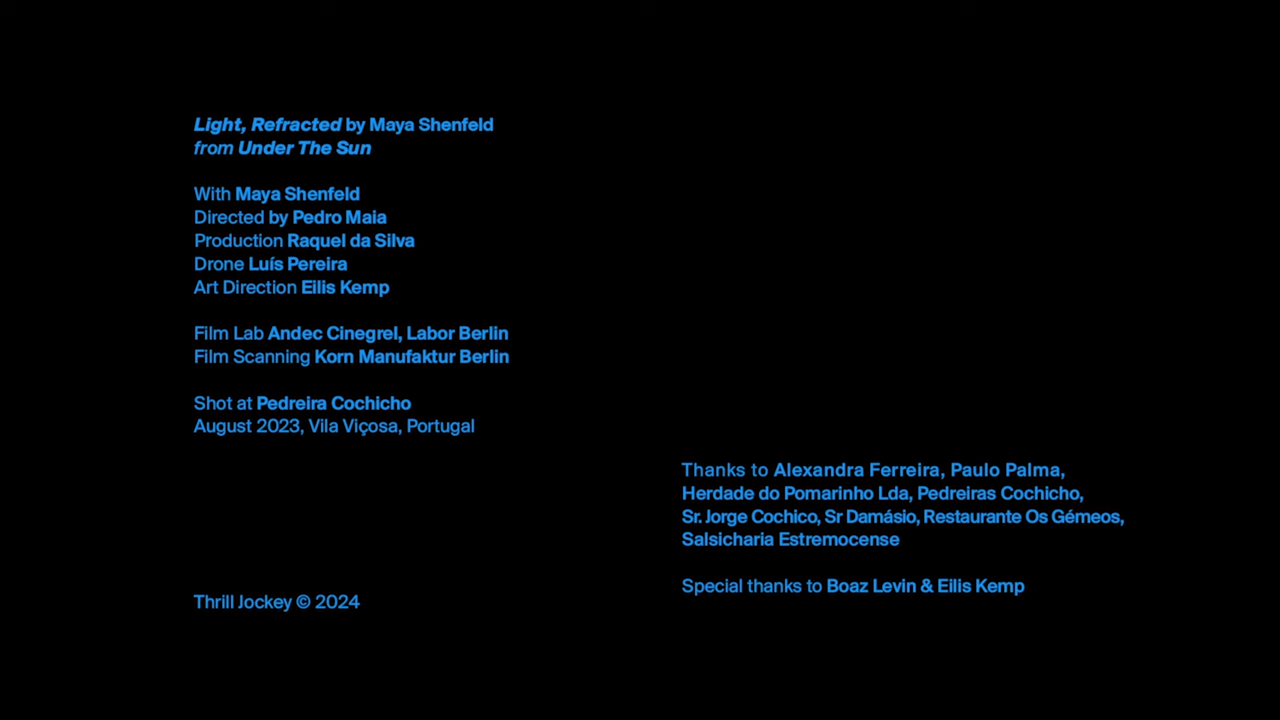 Light, Refracted by Maya Shenfeld
from Under The Sun
With Maya Shenfeld
Directed by Pedro Maia
Production Raquel da Silva
Drone Luís Pereira
Art Direction Eilis Kemp
Film Lab Andec Cinegrel, Labor Berlin
Film Scanning Korn Manufaktur Berlin
Shot at Pedreira Cochicho
August 2023, Vila Viçosa, Portugal
Thrill Jockey © 2024
Thanks to Alexandra Ferreira, Paulo Palma,
Herdade do Pomarinho Lda, Pedreiras Cochicho,
Sr. Jorge Cochico, Sr Damásio, Restaurante Os Gémeos,
Salsicharia Estremocense
Special thanks to Boaz Levin & Eilis Kemp